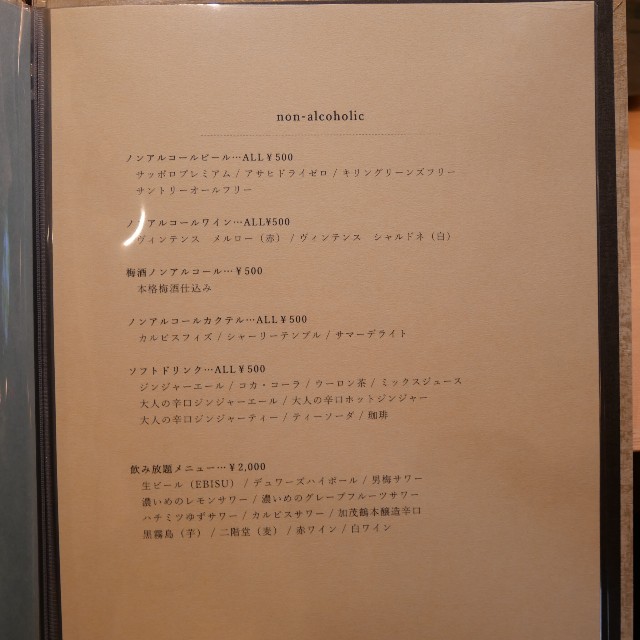 non-alcoholic
ノンアルコールビール…ALL￥500
サッポロプレミアム / アサヒドライゼロ / キリングリーンズフリー
サントリーオールフリー
ノンアルコールワイン…ALL¥500
ヴィンテンス メルロー（赤）/ ヴィンテンス シャルドネ（白）
梅酒ノンアルコール…￥500
本格梅酒仕込み
ノンアルコールカクテル…ALL￥500
カルピスフィズ / シャーリーテンプル / サマーデライト
ソフトドリンク…ALL￥500
ジンジャーエール / コカ・コーラ / ウーロン茶 / ミックスジュース
大人の辛口ジンジャーエール / 大人の辛口ホットジンジャー
大人の辛口ジンジャーティー / ティーソーダ / 珈琲
飲み放題メニュー…￥2,000
生ビール（EBISU）/ デュワーズハイボール / 男梅サワー
濃いめのレモンサワー / 濃いめのグレープフルーツサワー
ハチミツゆずサワー / カルピスサワー / 加茂鶴本醸造辛口
黒霧島（芋）/ 二階堂（麦）/ 赤ワイン / 白ワイン